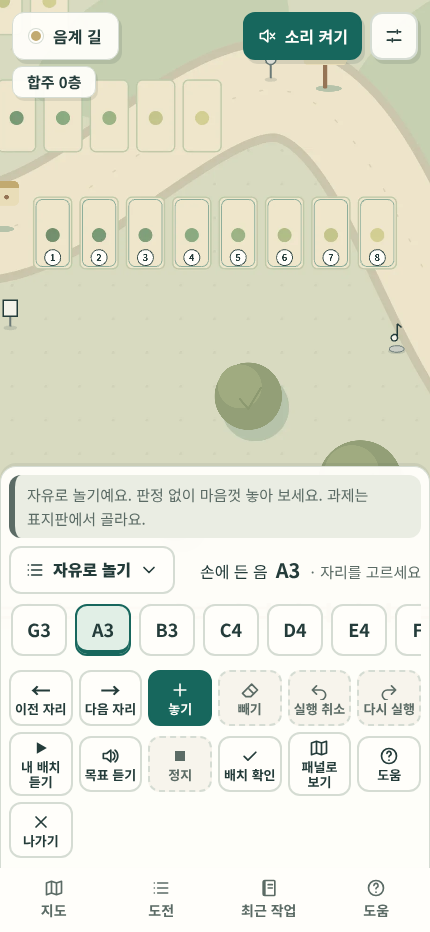 음계 길
소리 켜기
합주 0층
1 2 3 4 5 6 7 8
자유로 놀기예요. 판정 없이 마음껏 놓아 보세요. 과제는
표지판에서 골라요.
자유로 놀기
손에 든 음 A3 · 자리를 고르세요
G3 A3 B3 C4 D4 E4 F
이전 자리 다음 자리 놓기 빼기 실행 취소 다시 실행
내 배치
듣기
목표 듣기 정지 배치 확인
패널로
보기
도움
나가기
지도 도전 최근 작업 도움